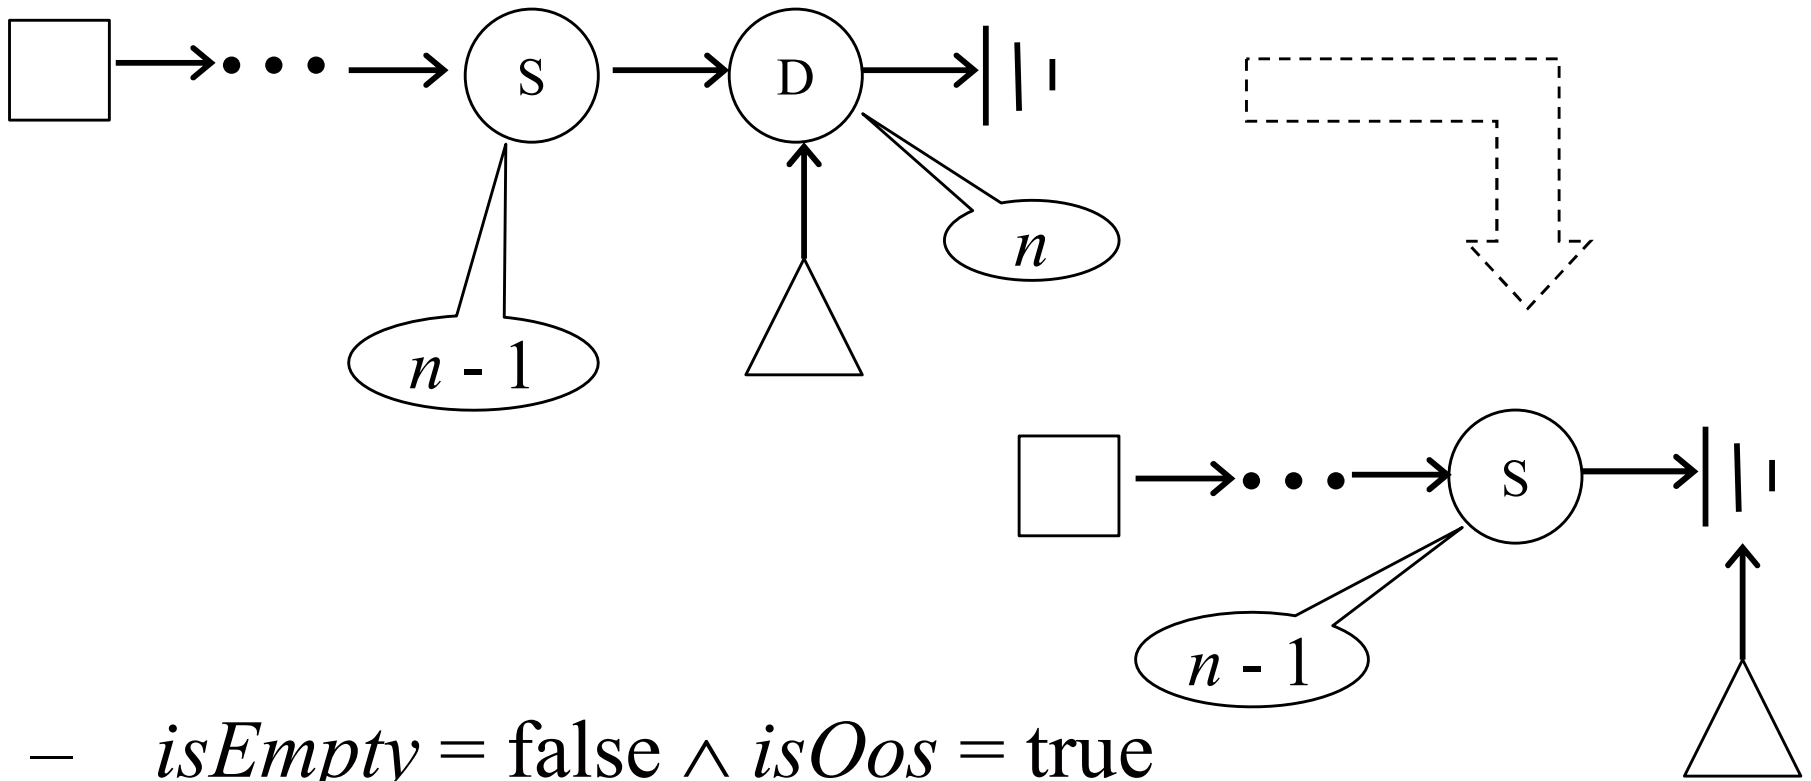 S
D
n
n - 1
S
n - 1
– isEmpty = false ∧ isOos = true